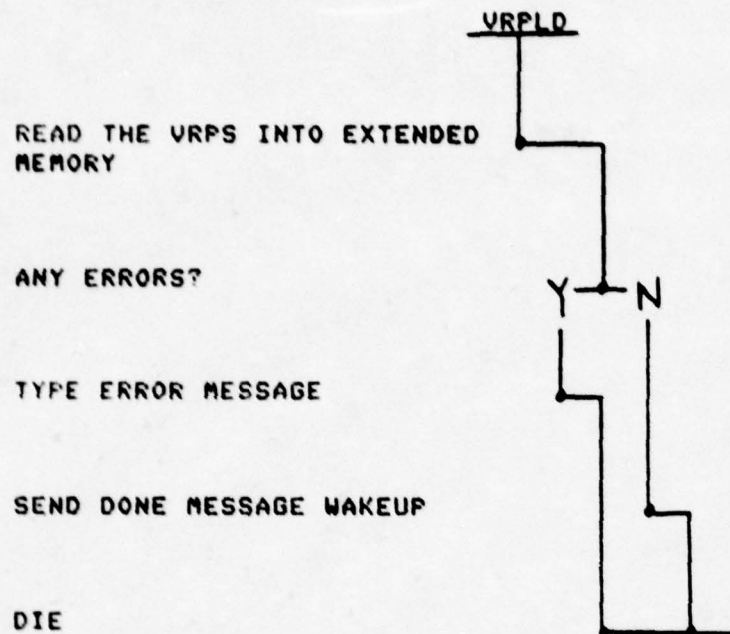 VRPLD
READ THE VRPS INTO EXTENDED
MEMORY
ANY ERRORS?
Y N
TYPE ERROR MESSAGE
SEND DONE MESSAGE WAKEUP
DIE